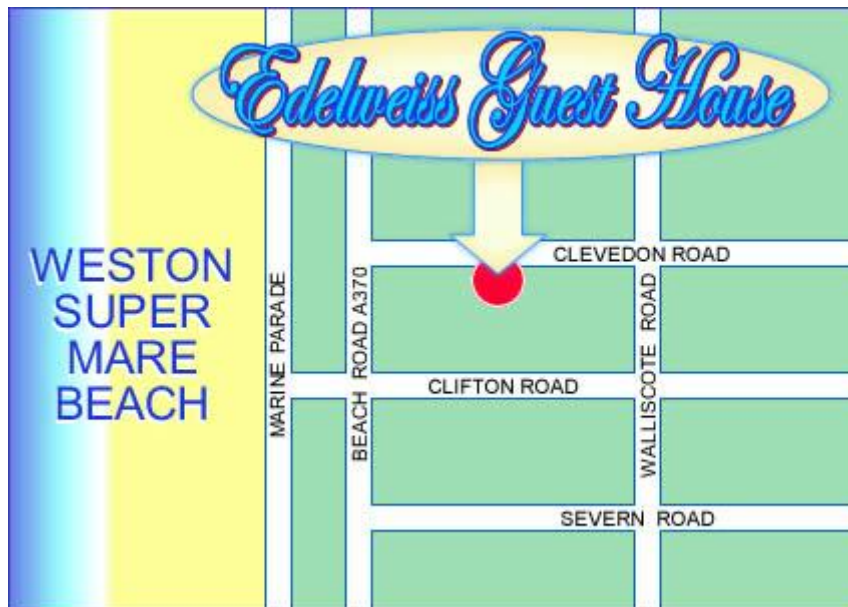 Edelweiss Guest House
CLEVEDON ROAD
WESTON
SUPER
MARE
BEACH
MARINE PARADE
BEACH ROAD A370
WALLISCOTE ROAD
CLIFTON ROAD
SEVERN ROAD